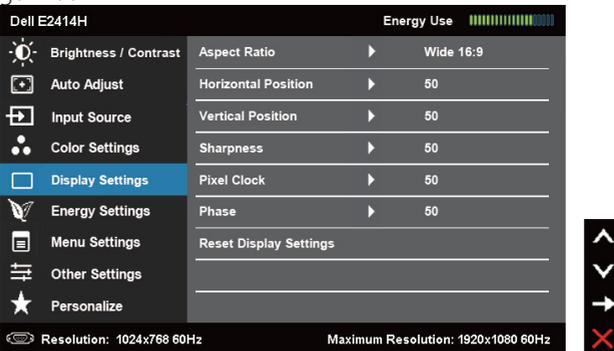 Dell E2414H Energy Use
Brightness / Contrast Aspect Ratio Wide 16:9
Auto Adjust Horizontal Position 50
Input Source Vertical Position 50
Color Settings Sharpness 50
Display Settings Pixel Clock 50
Energy Settings Phase 50
Menu Settings Reset Display Settings
Other Settings
Personalize
Resolution: 1024x768 60Hz Maximum Resolution: 1920x1080 60Hz